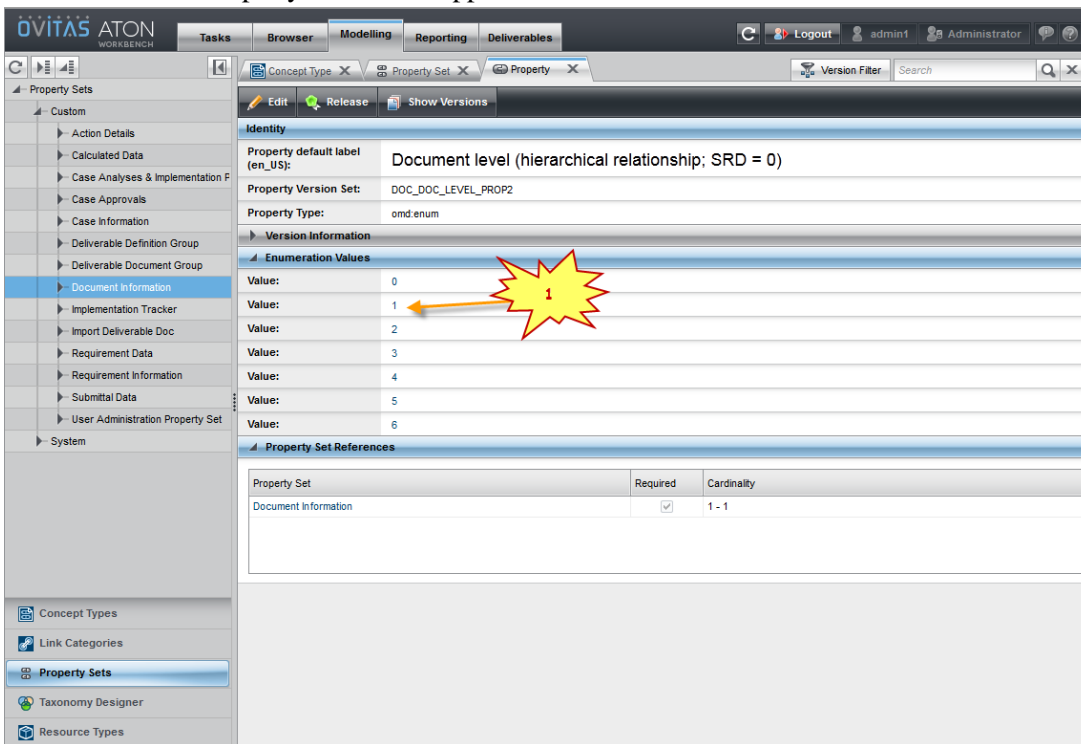 ÖVİTΛS ATON
WORKBENCH
Tasks Browser Modelling Reporting Deliverables
Logout admin1 Administrator
Property Sets
Custom
Action Details
Calculated Data
Case Analyses & Implementation F
Case Approvals
Case Information
Deliverable Definition Group
Deliverable Document Group
Document Information
Implementation Tracker
Import Deliverable Doc
Requirement Data
Requirement Information
Submittal Data
User Administration Property Set
System
Concept Types
Link Categories
Property Sets
Taxonomy Designer
Resource Types
Concept Type X Property Set X Property X
Version Filter Search
Edit Release Show Versions
Identity
Property default label
(en_US): Document level (hierarchical relationship; SRD = 0)
Property Version Set: DOC_DOC_LEVEL_PROP2
Property Type: omd:enum
Version Information
Enumeration Values
Value: 0
Value: 1
1
Value: 2
Value: 3
Value: 4
Value: 5
Value: 6
Property Set References
Property Set Required Cardinality
Document Information 1 - 1